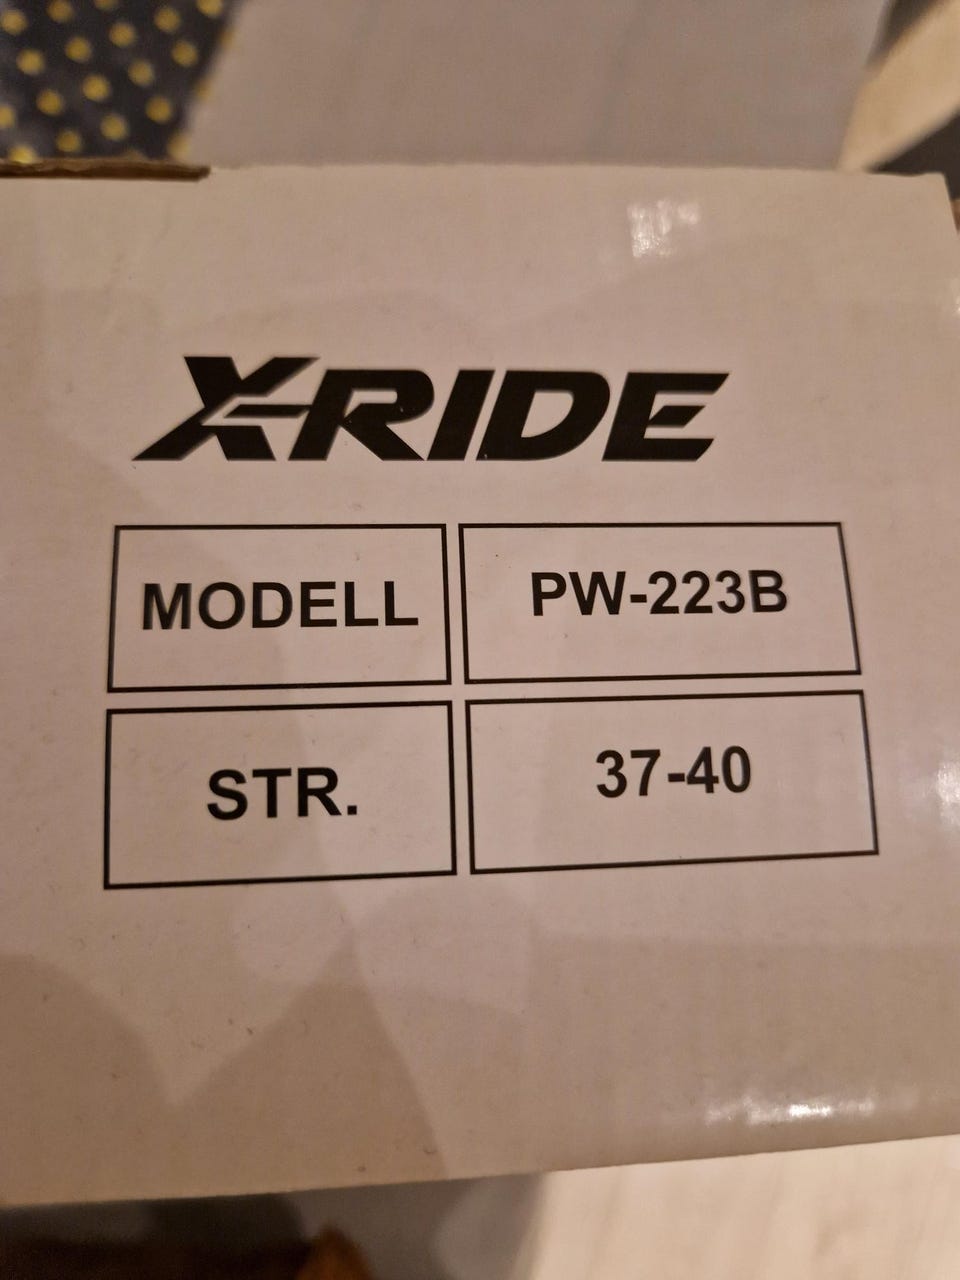 X-RIDE
MODELL PW-223B
STR. 37-40